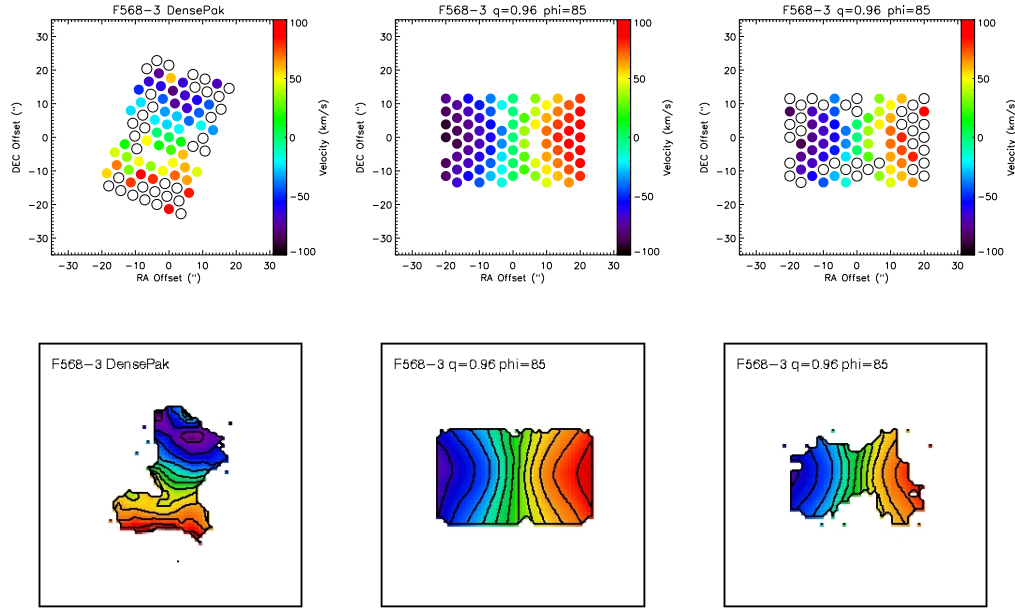 F568-3 DensePak
F568-3 q=0.96 phi=85
F568-3 q=0.96 phi=85
30
20
10
0
-10
-20
-30
DEC Offset (")
-30 -20 -10 0 10 20 30
RA Offset (")
100
50
0
-50
-100
Velocity (km/s)
30
20
10
0
-10
-20
-30
DEC Offset (")
-30 -20 -10 0 10 20 30
RA Offset (")
100
50
0
-50
-100
Velocity (km/s)
30
20
10
0
-10
-20
-30
DEC Offset (")
-30 -20 -10 0 10 20 30
RA Offset (")
100
50
0
-50
-100
Velocity (km/s)
F568-3 DensePak
F568-3 q=0.96 phi=85
F568-3 q=0.96 phi=85